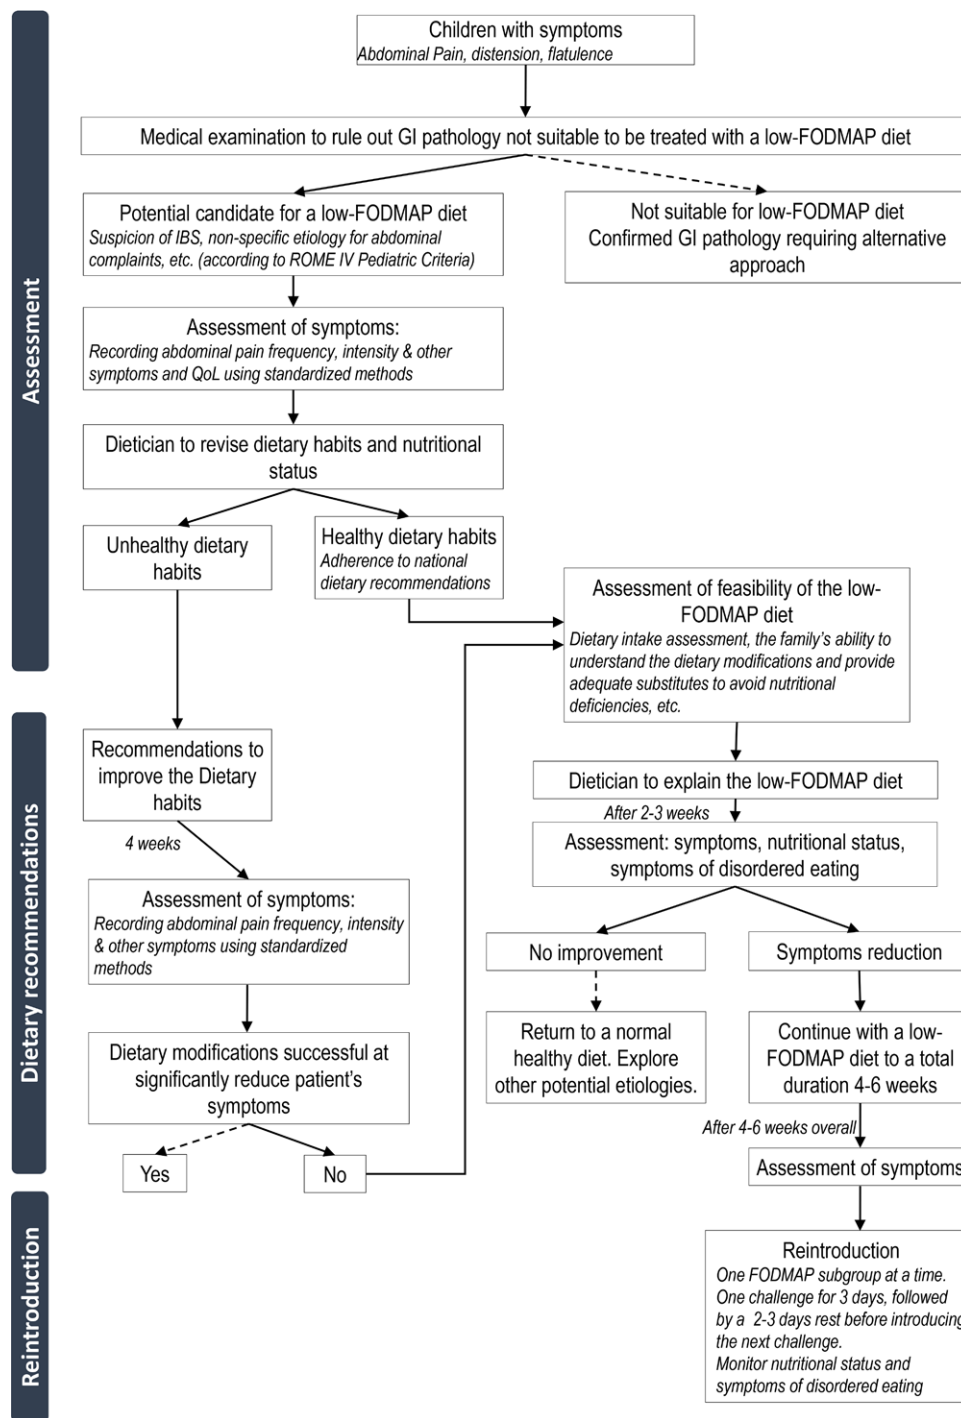 Assessment
Children with symptoms
Abdominal Pain, distension, flatulence
Medical examination to rule out GI pathology not suitable to be treated with a low-FODMAP diet
Potential candidate for a low-FODMAP diet
Suspicion of IBS, non-specific etiology for abdominal
complaints, etc. (according to ROME IV Pediatric Criteria)
Not suitable for low-FODMAP diet
Confirmed GI pathology requiring alternative
approach
Assessment of symptoms:
Recording abdominal pain frequency, intensity & other
symptoms and QoL using standardized methods
Dietician to revise dietary habits and nutritional
status
Unhealthy dietary
habits
Healthy dietary habits
Adherence to national
dietary recommendations
Assessment of feasibility of the low-
FODMAP diet
Dietary intake assessment, the family's ability to
understand the dietary modifications and provide
adequate substitutes to avoid nutritional
deficiencies, etc.
Dietary recommendations
Recommendations to
improve the Dietary
habits
4 weeks
Assessment of symptoms:
Recording abdominal pain frequency, intensity
& other symptoms using standardized
methods
Dietary modifications successful at
significantly reduce patient's
symptoms
Yes
No
Dietician to explain the low-FODMAP diet
After 2-3 weeks
Assessment: symptoms, nutritional status,
symptoms of disordered eating
No improvement
Symptoms reduction
Return to a normal
healthy diet. Explore
other potential etiologies.
Continue with a low-
FODMAP diet to a total
duration 4-6 weeks
After 4-6 weeks overall
Assessment of symptoms
Reintroduction
Reintroduction
One FODMAP subgroup at a time.
One challenge for 3 days, followed
by a 2-3 days rest before introducing
the next challenge.
Monitor nutritional status and
symptoms of disordered eating